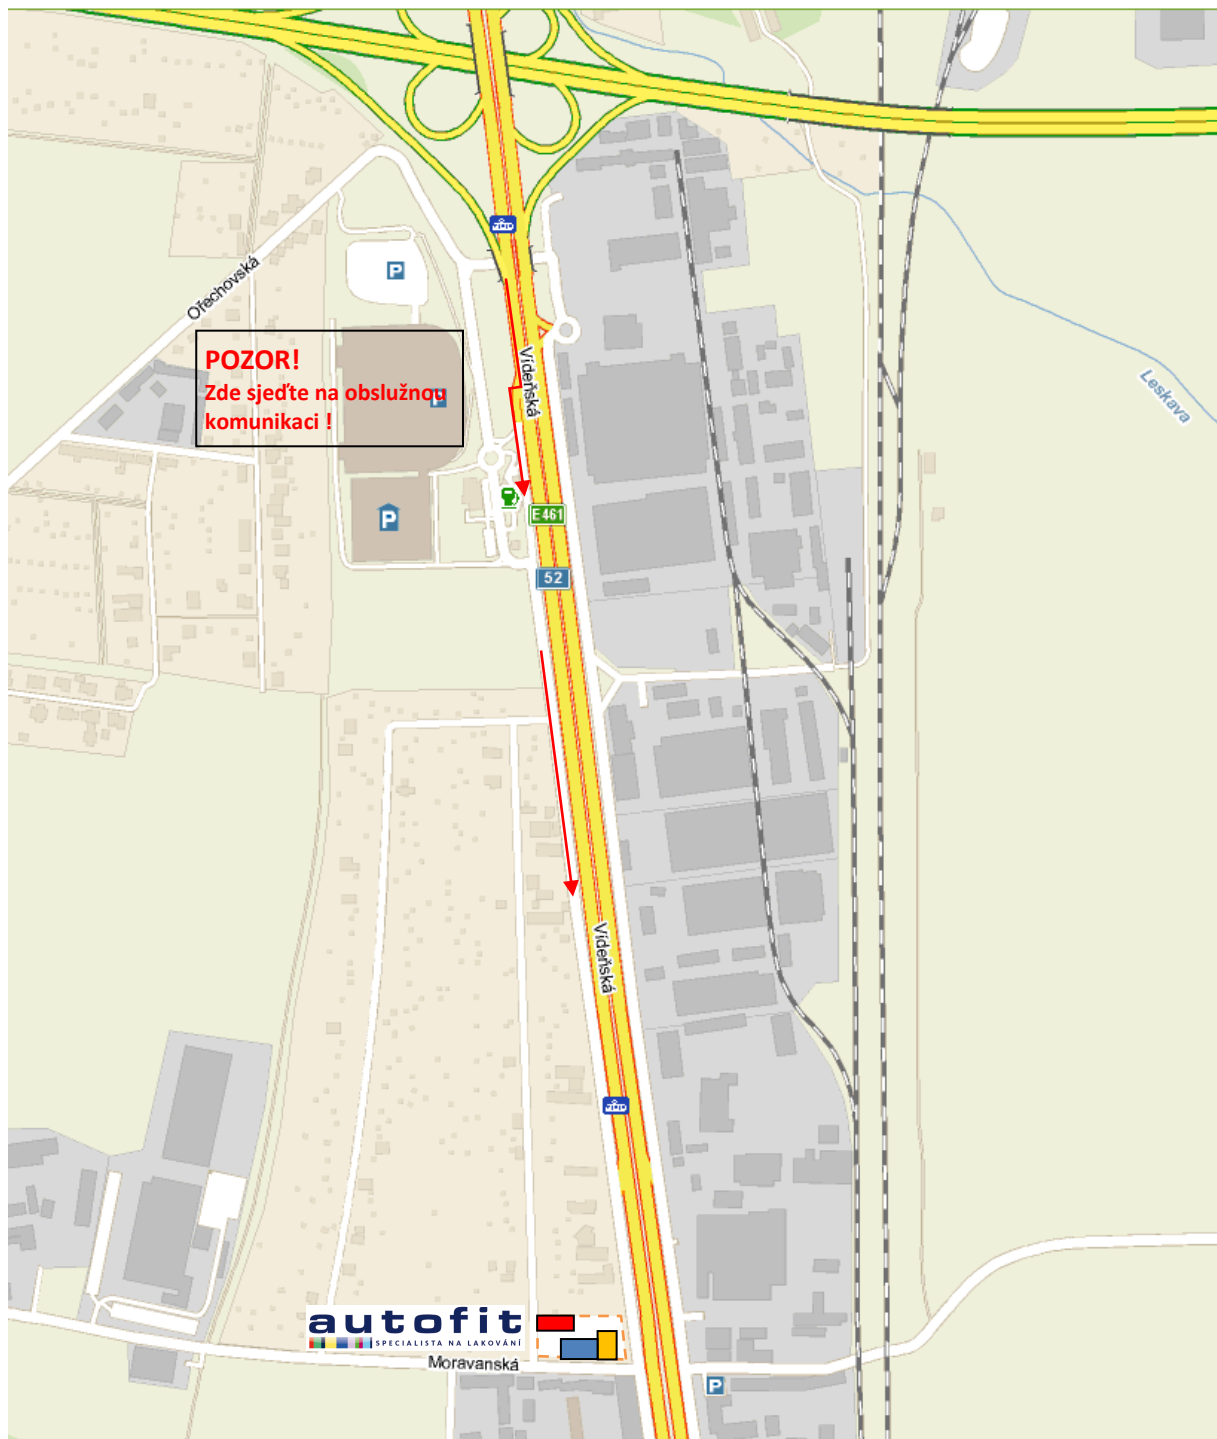 P
Ořechovská
POZOR!
Zde sjeďte na obslužnou
komunikaci !
P
Vídeňská
Leskava
P
E461
52
Vídeňská
autofit
SPECIALISTA NA LAKOVÁNÍ
Moravanská
P